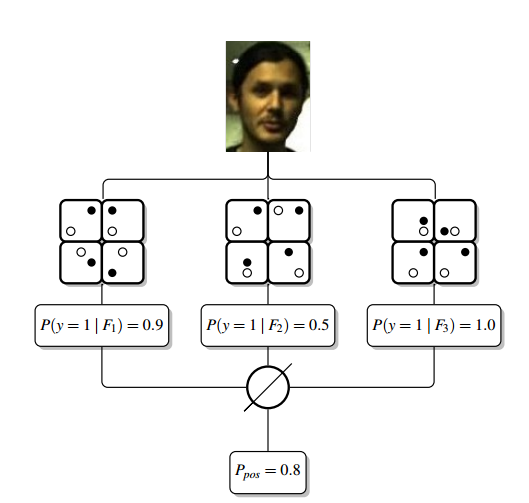 P(y = 1 | F₁) = 0.9
P(y = 1 | F₂) = 0.5
P(y = 1 | F₃) = 1.0
Pₚₒₛ = 0.8